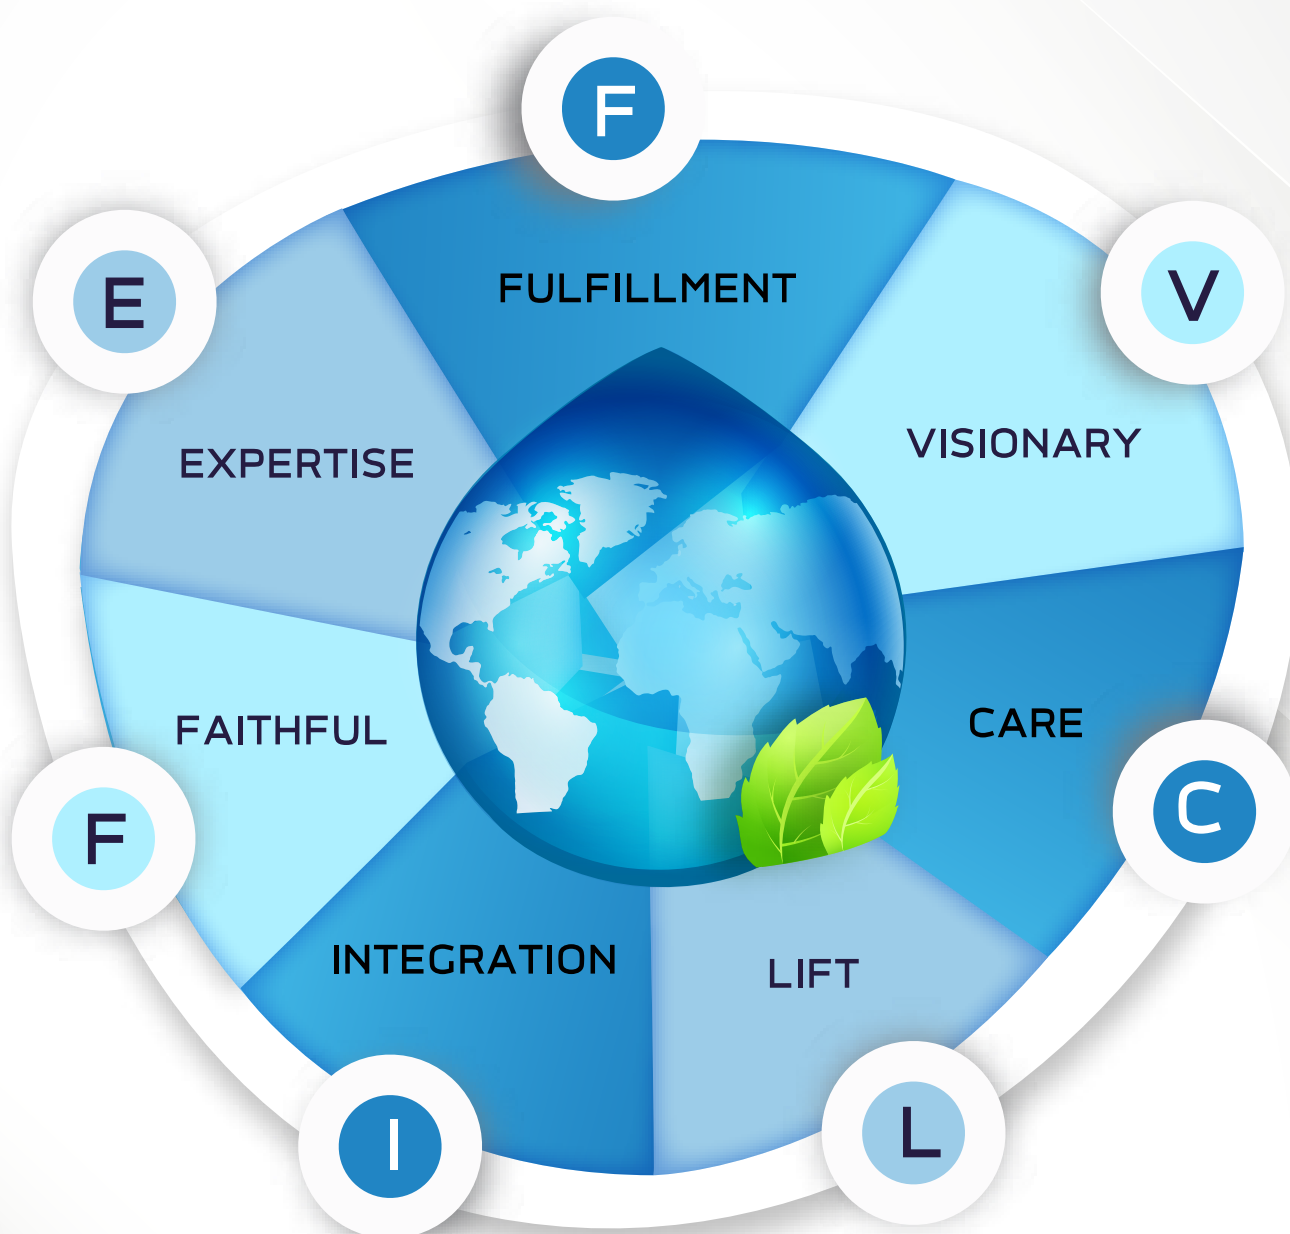 F
FULFILLMENT
V
VISIONARY
CARE
C
LIFT
L
INTEGRATION
I
FAITHFUL
F
E
EXPERTISE